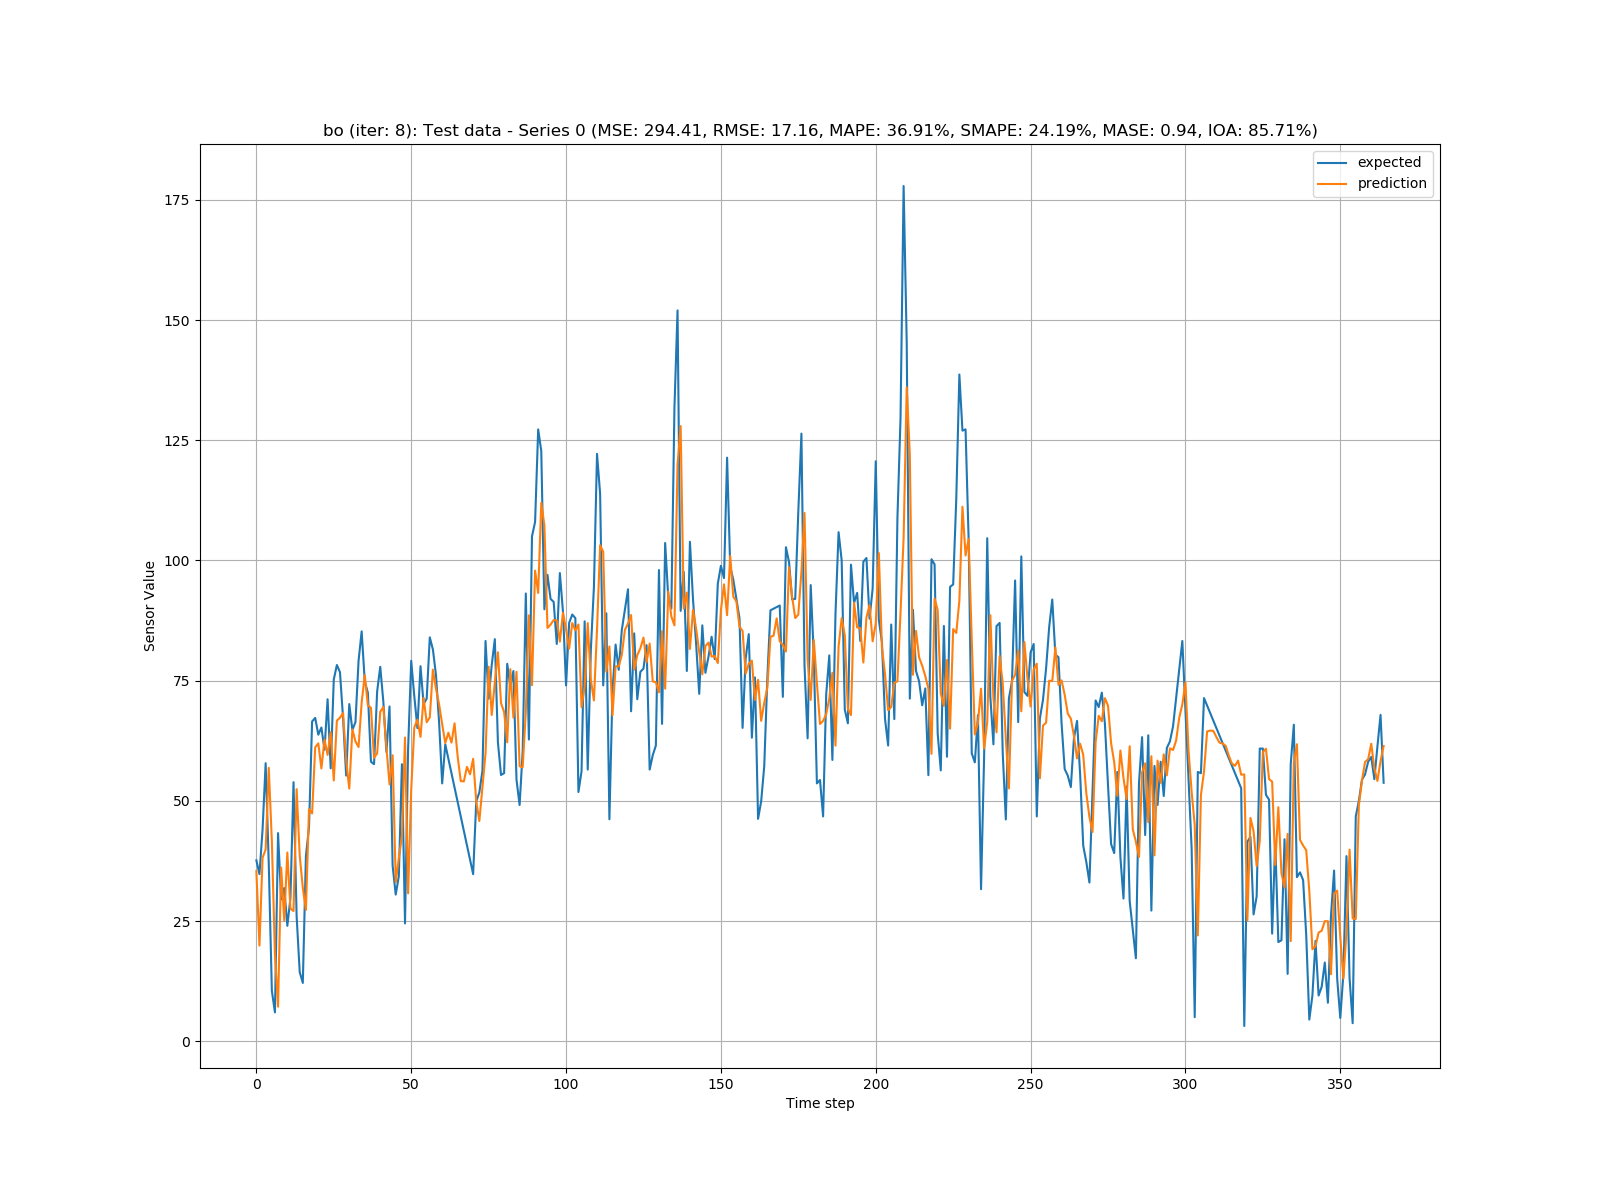 bo (iter: 8): Test data - Series 0 (MSE: 294.41, RMSE: 17.16, MAPE: 36.91%, SMAPE: 24.19%, MASE: 0.94, IOA: 85.71%)
expected
prediction
175
150
125
100
75
50
25
0
Sensor Value
0 50 100 150 200 250 300 350
Time step